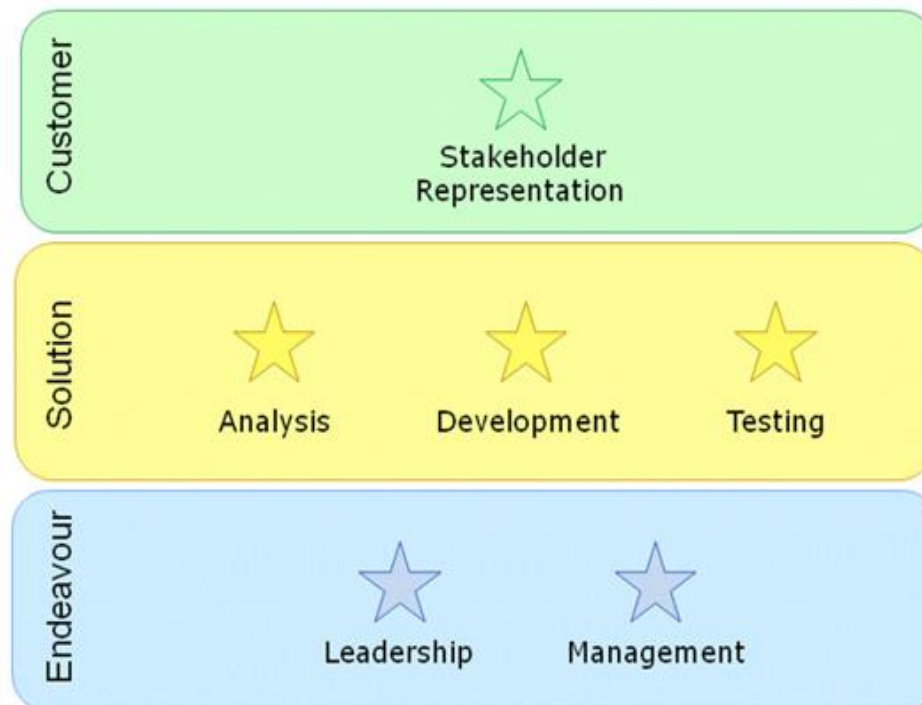 Customer
Stakeholder
Representation
Solution
Analysis
Development
Testing
Endeavour
Leadership
Management